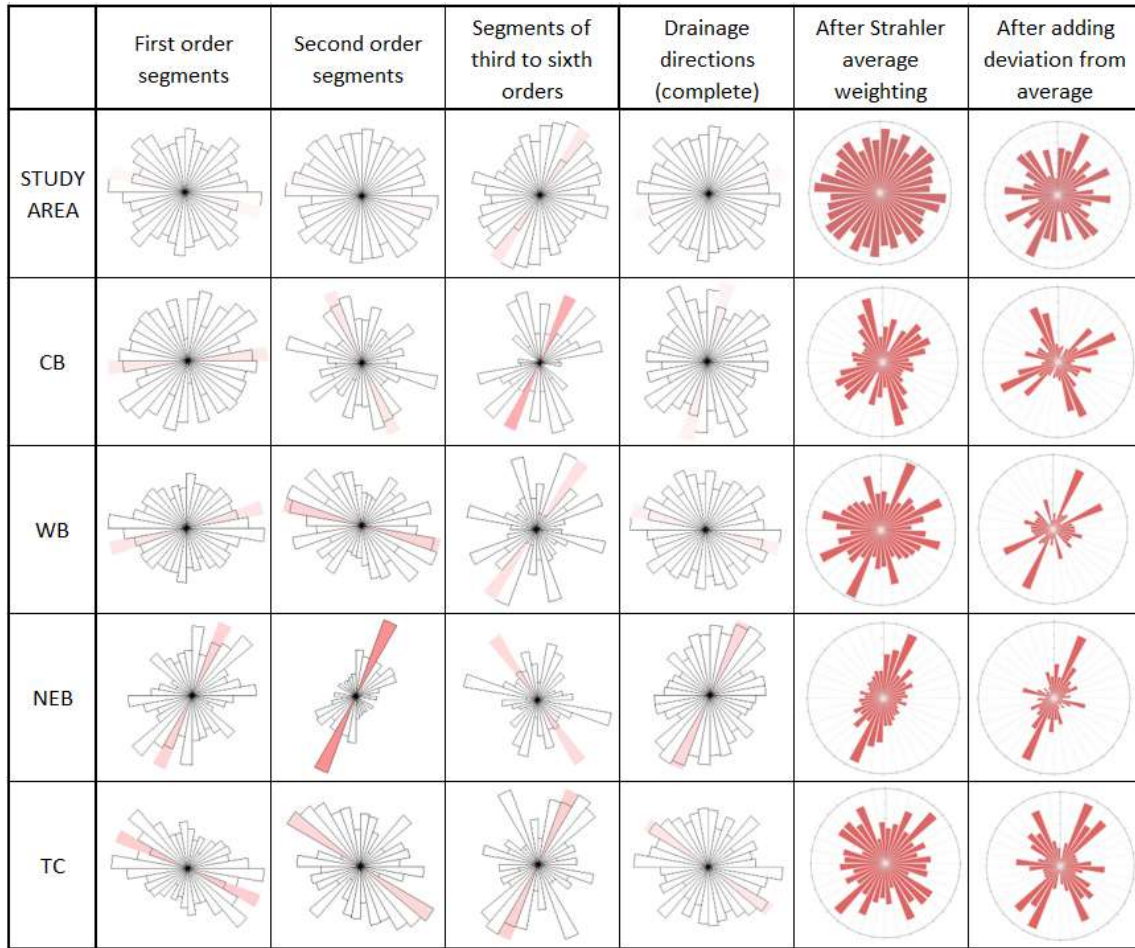 First order
segments
Second order
segments
Segments of
third to sixth
orders
Drainage
directions
(complete)
After Strahler
average
weighting
After adding
deviation from
average
STUDY
AREA
CB
WB
NEB
TC